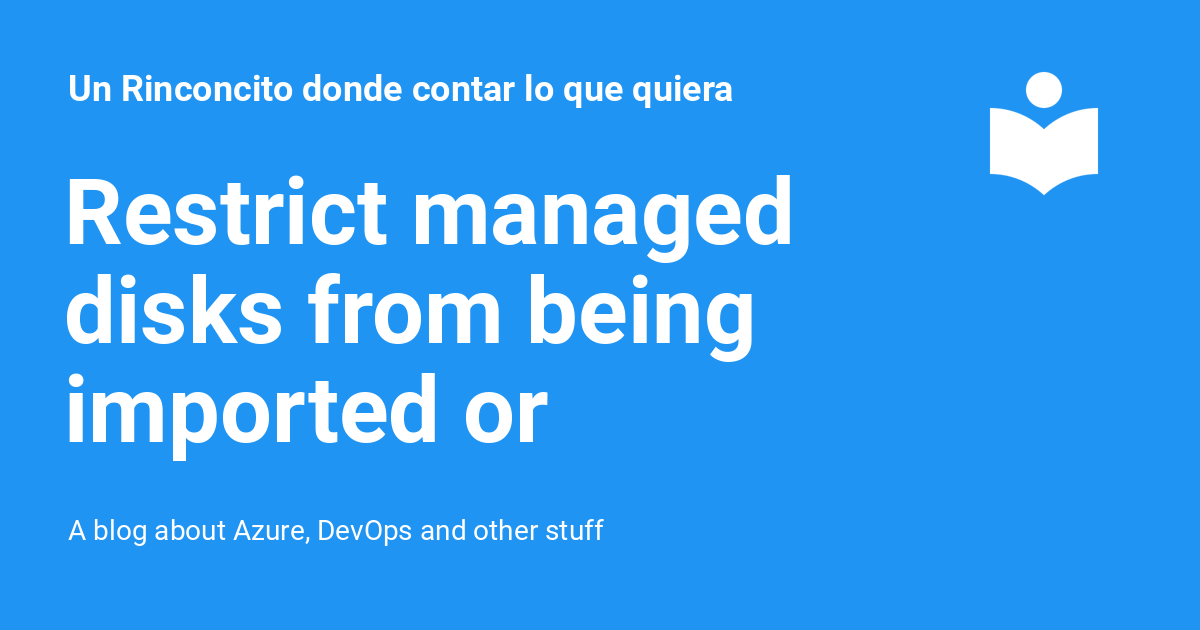 Un Rinconcito donde contar lo que quiera
Restrict managed
disks from being
imported or
A blog about Azure, DevOps and other stuff